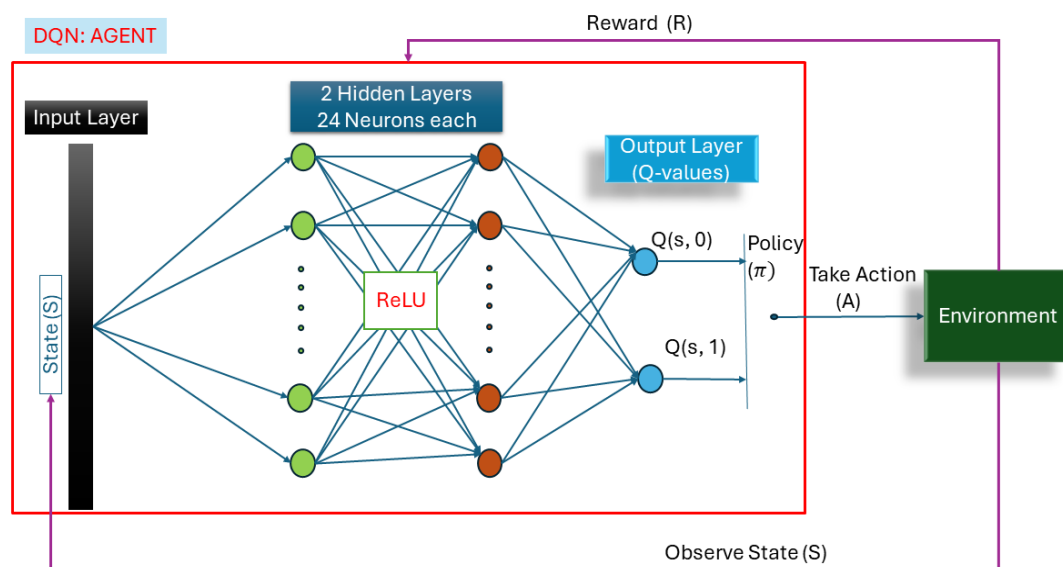 Reward (R)
DQN: AGENT
2 Hidden Layers
24 Neurons each
Input Layer
Output Layer
(Q-values)
Q(s, 0)
Policy
(π)
Take Action
(A)
ReLU
State (S)
Environment
Q(s, 1)
Observe State (S)